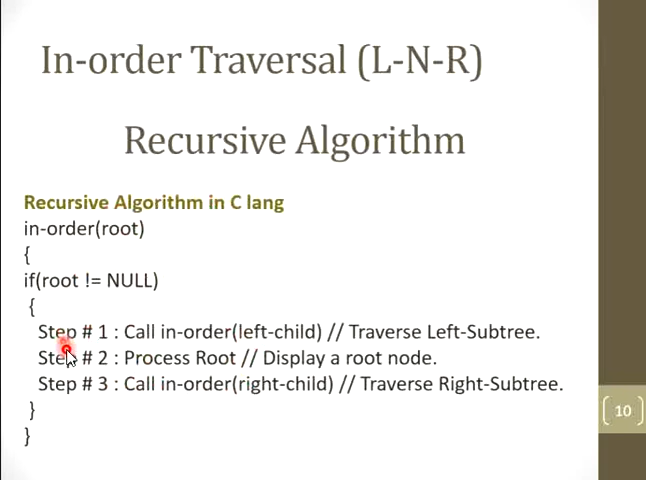 In-order Traversal (L-N-R)
Recursive Algorithm
Recursive Algorithm in C lang
in-order(root)
{
if(root != NULL)
{
Step # 1 : Call in-order(left-child) // Traverse Left-Subtree.
Step # 2 : Process Root // Display a root node.
Step # 3 : Call in-order(right-child) // Traverse Right-Subtree.
}
}
10